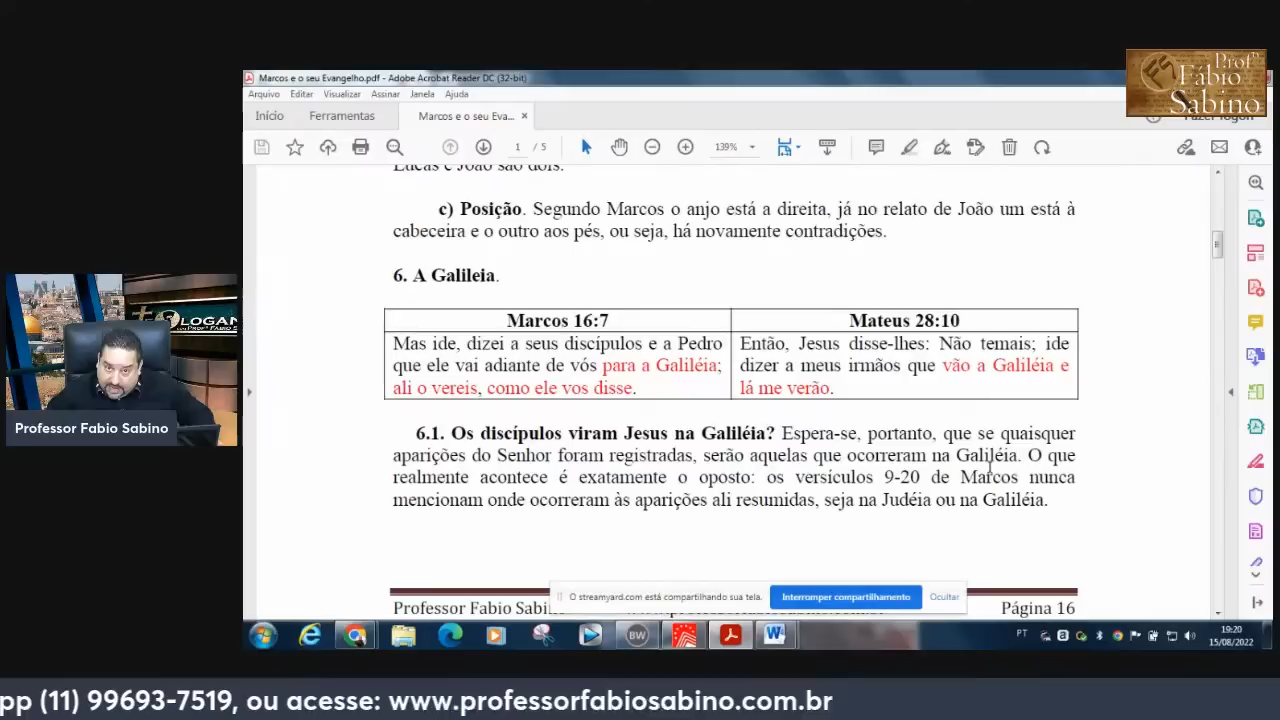 Prof.
Fábio
Sabino
Marcos e o seu Evangelho.pdf - Adobe Acrobat Reader DC (32-bit)
Arquivo Editar Visualizar Assinar Janela Ajuda
Início Ferramentas Marcos e o seu Eva... ×
1 / 5 139%
Lucas e João são dois.
c) Posição. Segundo Marcos o anjo está a direita, já no relato de João um está à
cabeceira e o outro aos pés, ou seja, há novamente contradições.
6. A Galileia.
Marcos 16:7
Mas ide, dizei a seus discípulos e a Pedro
que ele vai adiante de vós para a Galiléia;
ali o vereis, como ele vos disse.
Mateus 28:10
Então, Jesus disse-lhes: Não temais; ide
dizer a meus irmãos que vão a Galiléia e
lá me verão.
6.1. Os discípulos viram Jesus na Galiléia? Espera-se, portanto, que se quaisquer
aparições do Senhor foram registradas, serão aquelas que ocorreram na Galiléia. O que
realmente acontece é exatamente o oposto: os versículos 9-20 de Marcos nunca
mencionam onde ocorreram às aparições ali resumidas, seja na Judéia ou na Galiléia.
O streamyard.com está compartilhando sua tela. Interromper compartilhamento Ocultar
Professor Fabio Página 16
PT 19:20
15/08/2022
Professor Fabio Sabino
pp (11) 99693-7519, ou acesse: www.professorfabiosabino.com.br